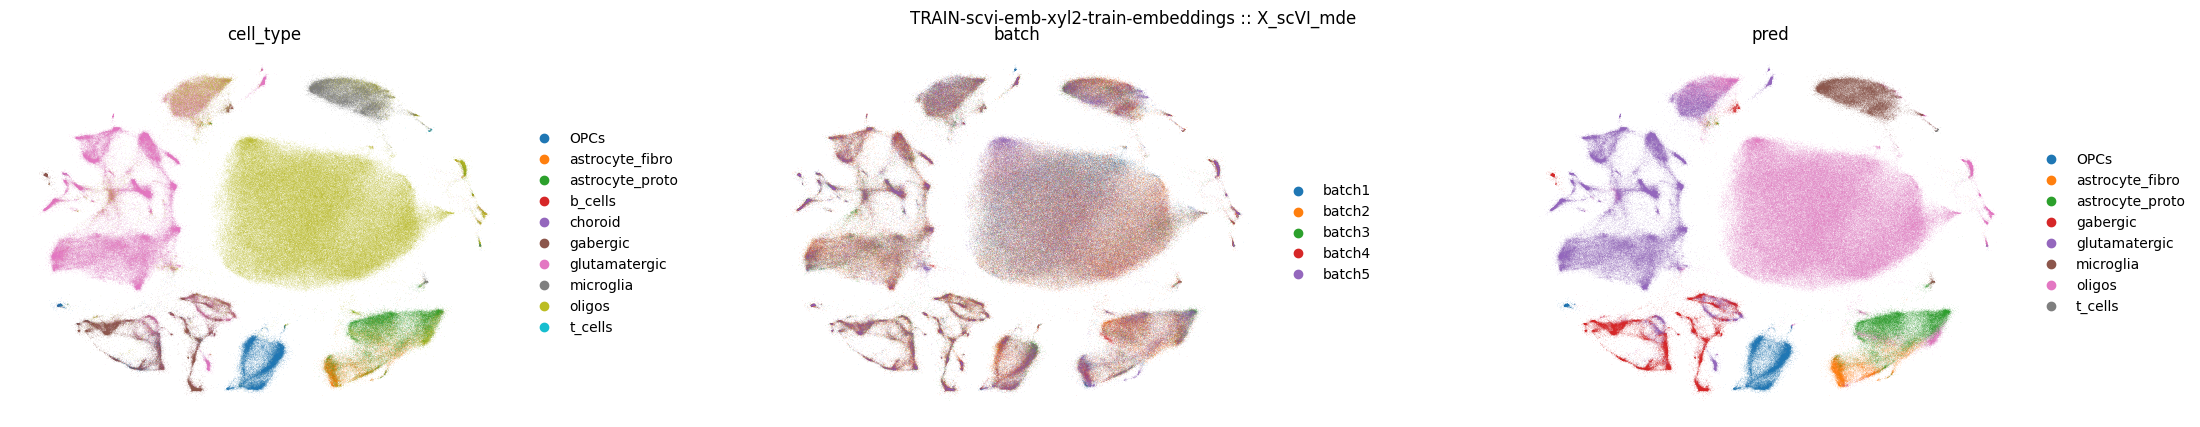 TRAIN-scvi-emb-xyl2-train-embeddings :: X_scVI_mde
cell_type
OPCs
astrocyte_fibro
astrocyte_proto
b_cells
choroid
gabergic
glutamatergic
microglia
oligos
t_cells
batch
batch1
batch2
batch3
batch4
batch5
pred
OPCs
astrocyte_fibro
astrocyte_proto
gabergic
glutamatergic
microglia
oligos
t_cells